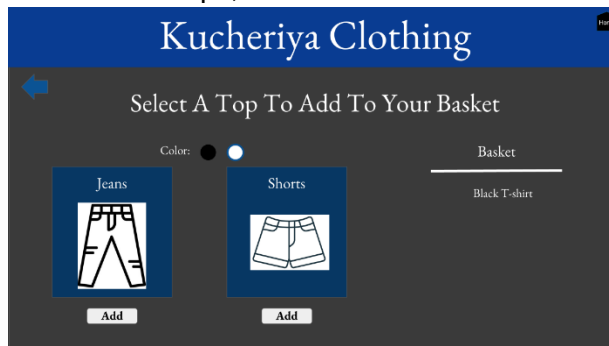 Kucheriya Clothing
Select A Top To Add To Your Basket
Color:
Basket
Jeans
Shorts
Black T-shirt
Add
Add